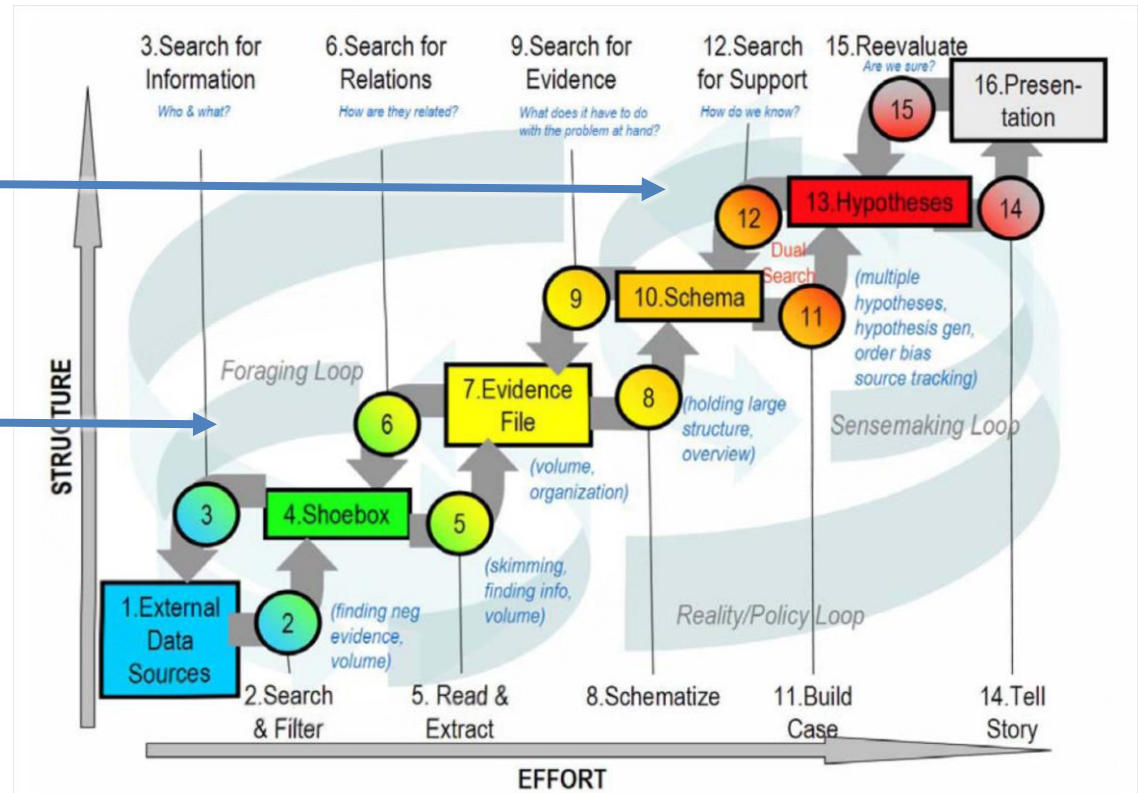 3.Search for
Information
Who & what?
6.Search for
Relations
How are they related?
9.Search for
Evidence
What does it have to do
with the problem at hand?
12.Search
for Support
How do we know?
15.Reevaluate
Are we sure?
15
16.Presen-
tation
12
13.Hypotheses
14
Dual
Search
9
10.Schema
11
(multiple
hypotheses,
hypothesis gen,
order bias
source tracking)
Foraging Loop
6
7.Evidence
File
8
(holding large
structure,
overview)
Sensemaking Loop
(volume,
organization)
3
4.Shoebox
5
(skimming,
finding info,
volume)
1.External
Data
Sources
2
(finding neg
evidence,
volume)
Reality/Policy Loop
2.Search
& Filter
5. Read &
Extract
8.Schematize
11.Build
Case
14.Tell
Story
STRUCTURE
EFFORT